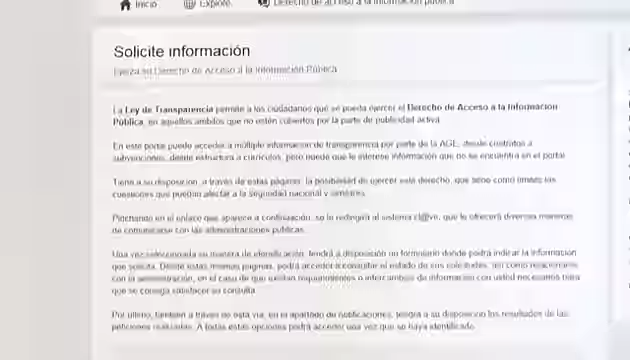 Inicio Explore Derecho de acceso a la información pública
Solicite información
Ejerza su Derecho de Acceso a la Información Pública
La Ley de Transparencia permite a los ciudadanos que se pueda ejercer el Derecho de Acceso a la Información
Pública, en aquellos ámbitos que no estén cubiertos por la parte de publicidad activa
En este portal puedo acceder a múltiple información de transparencia por parte de la AGE, desde contratos a
subvenciones, desde estructura a currículos, pero puede que le interese información que no se encuentra en el portal
Tiene a su disposición, a través de estas páginas, la posibilidad de ejercer este derecho, que tiene como límites las
cuestiones que puedan afectar a la seguridad nacional y similares
Pinchando en el enlace que aparece a continuación, se le redirigirá al sistema cl@ve, que le ofrecerá diversas maneras
de comunicarse con las administraciones públicas.
Una vez seleccionada su manera de identificación, tendrá a disposición un formulario donde podrá indicar la información
que solicita. Desde estas mismas páginas, podrá acceder a consultar el estado de sus solicitudes, así como relacionarse
con la administración, en el caso de que existan requerimientos o intercambios de información con usted necesarios para
que se consiga satisfacer su consulta
Por último, también a través de esta vía, en el apartado de notificaciones, tendrá a su disposición los resultados de las
peticiones realizadas. A todas estas opciones podrá acceder una vez que se haya identificado